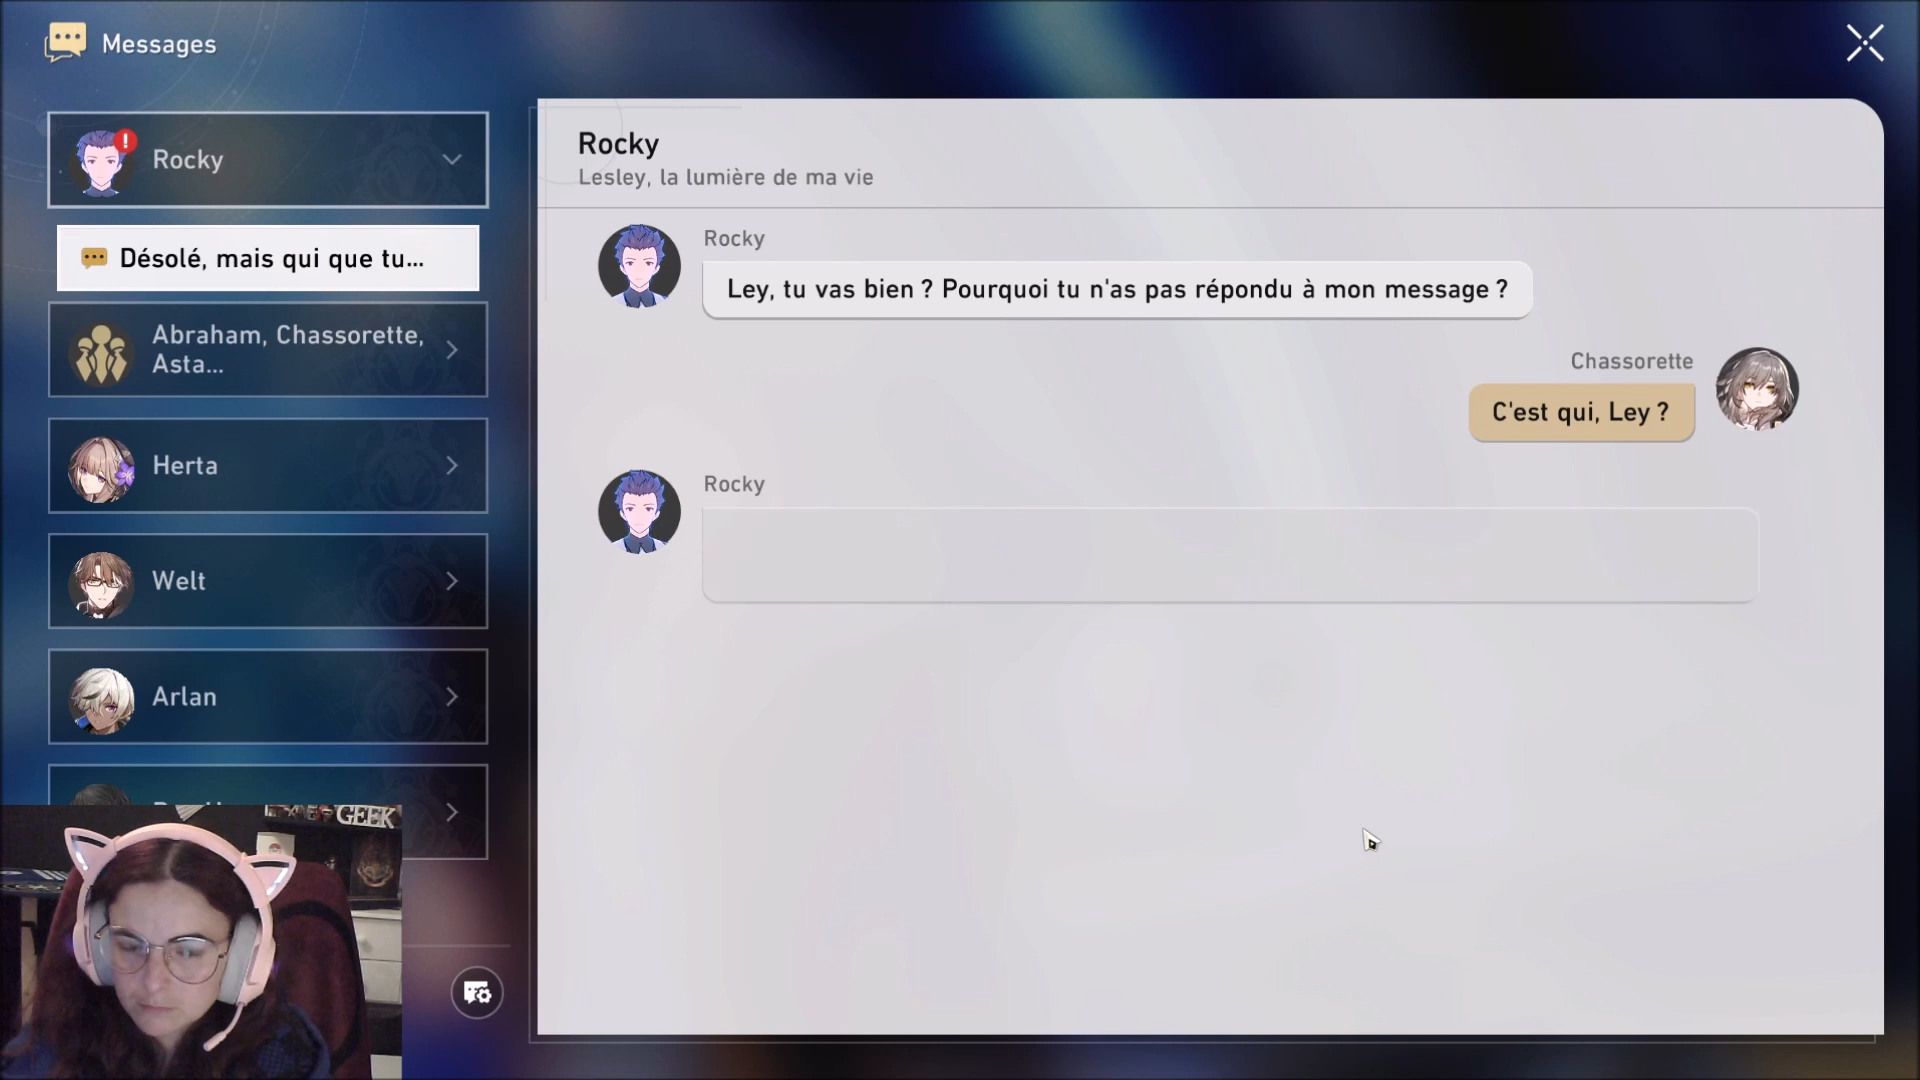 Messages
Rocky
Désolé, mais qui que tu...
Abraham, Chassorette,
Asta...
Herta
Welt
Arlan
Rocky
Lesley, la lumière de ma vie
Rocky
Ley, tu vas bien ? Pourquoi tu n'as pas répondu à mon message ?
Chassorette
C'est qui, Ley ?
Rocky
GEEK